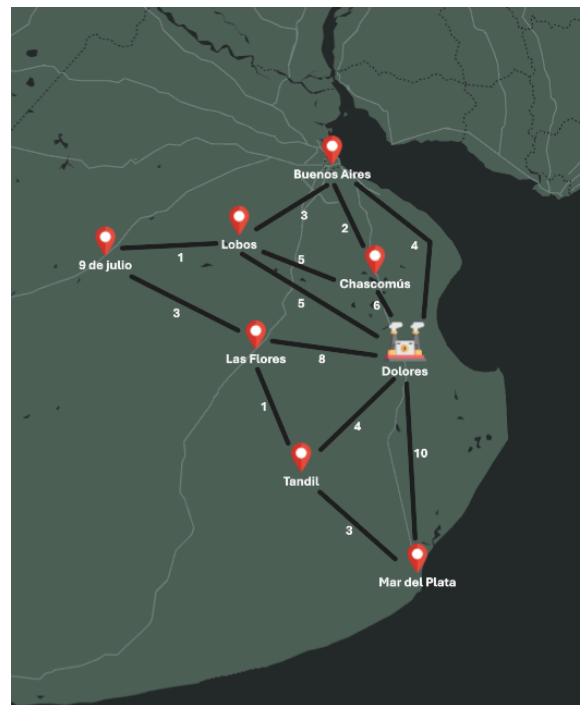 Buenos Aires
3
2
4
Lobos
9 de julio
1
5
Chascomús
6
5
3
Las Flores
8
Dolores
1
4
10
Tandil
3
Mar del Plata